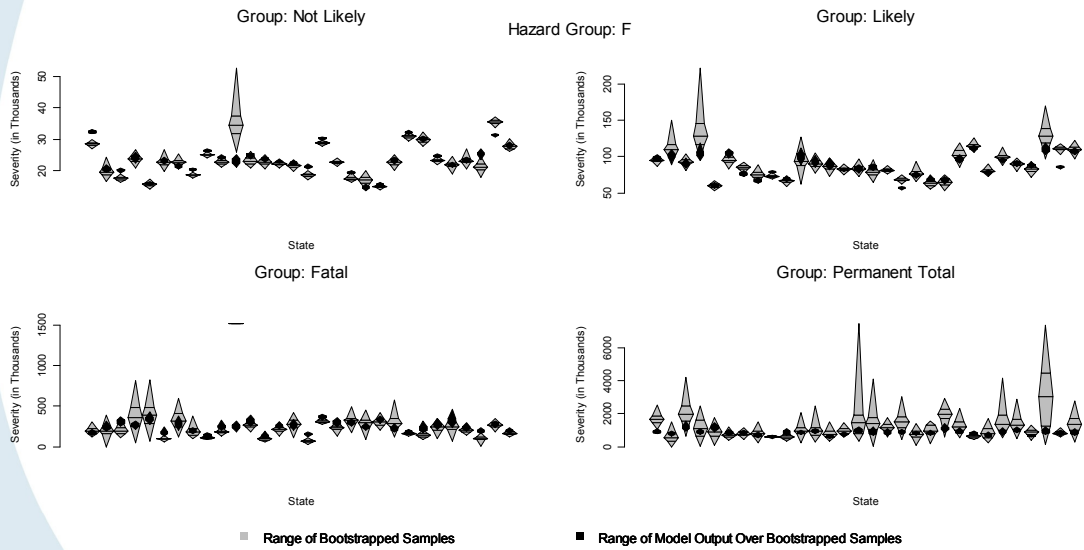 Hazard Group: F
Group: Not Likely
Severity (in Thousands)
50
40
30
20
State
Group: Likely
Severity (in Thousands)
200
150
100
50
State
Group: Fatal
Severity (in Thousands)
1500
1000
500
0
State
Group: Permanent Total
Severity (in Thousands)
6000
4000
2000
0
State
Range of Bootstrapped Samples
Range of Model Output Over Bootstrapped Samples